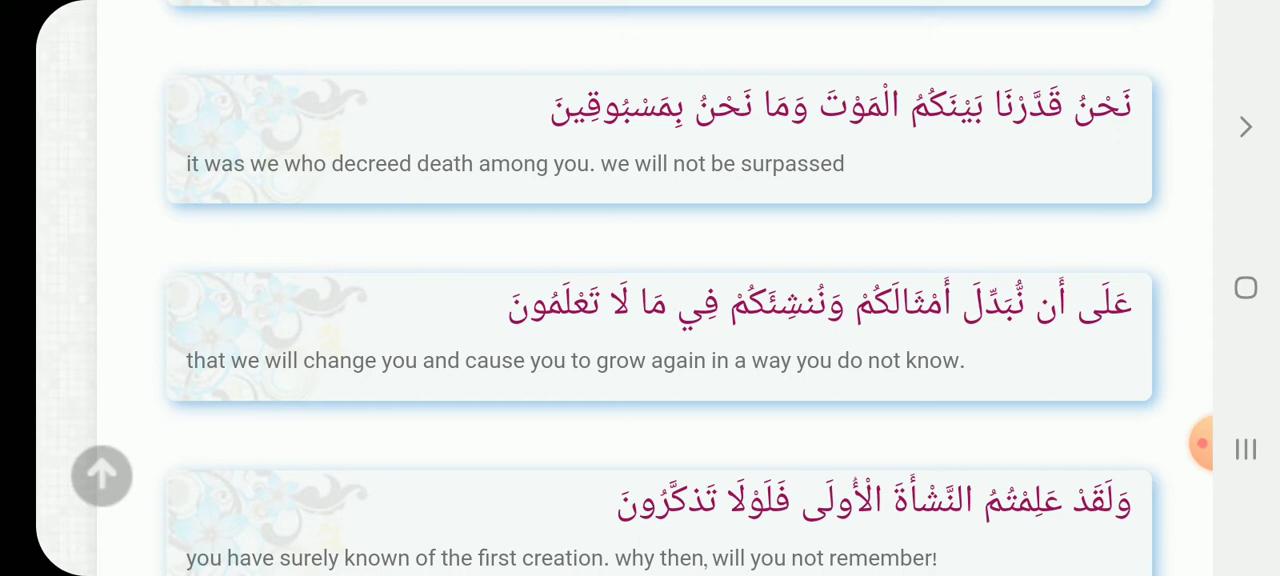 نَحْنُ قَدَّرْنَا بَيْنَكُمُ الْمَوْتَ وَمَا نَحْنُ بِمَسْبُوقِينَ
it was we who decreed death among you. we will not be surpassed
عَلَى أَن نُّبَدِّلَ أَمْثَالَكُمْ وَنُنشِئَكُمْ فِي مَا لَا تَعْلَمُونَ
that we will change you and cause you to grow again in a way you do not know.
وَلَقَدْ عَلِمْتُمُ النَّشْأَةَ الْأُولَى فَلَوْلَا تَذكَّرُونَ
you have surely known of the first creation. why then, will you not remember!